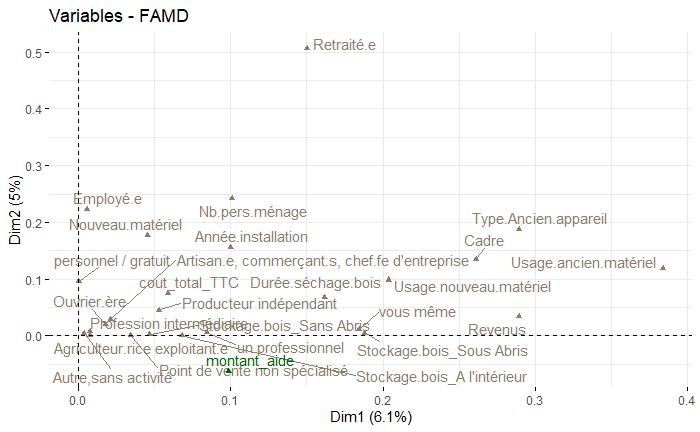 Variables - FAMD
Retraité.e
Employé.e
Nb.pers.ménage
Nouveau.matériel
Type.Ancien.appareil
Année.installation
Cadre
personnel / gratuit
Artisan.e, commerçant.s, chef.fe d'entreprise
Usage.ancien.matériel
cout_total_TTC
Durée.séchage.bois
Usage.nouveau.matériel
Ouvrier.ère
Producteur indépendant
vous même
Profession intermédiaire
Stockage.bois_Sans Abris
Revenus
Agriculteur.rice exploitant.e
un professionnel
Stockage.bois_Sous Abris
montant_aide
Autre,sans activité
Point de vente non spécialisé
Stockage.bois_A l'intérieur
0.5
0.4
0.3
0.2
0.1
0.0
Dim2 (5%)
0.0 0.1 0.2 0.3 0.4
Dim1 (6.1%)